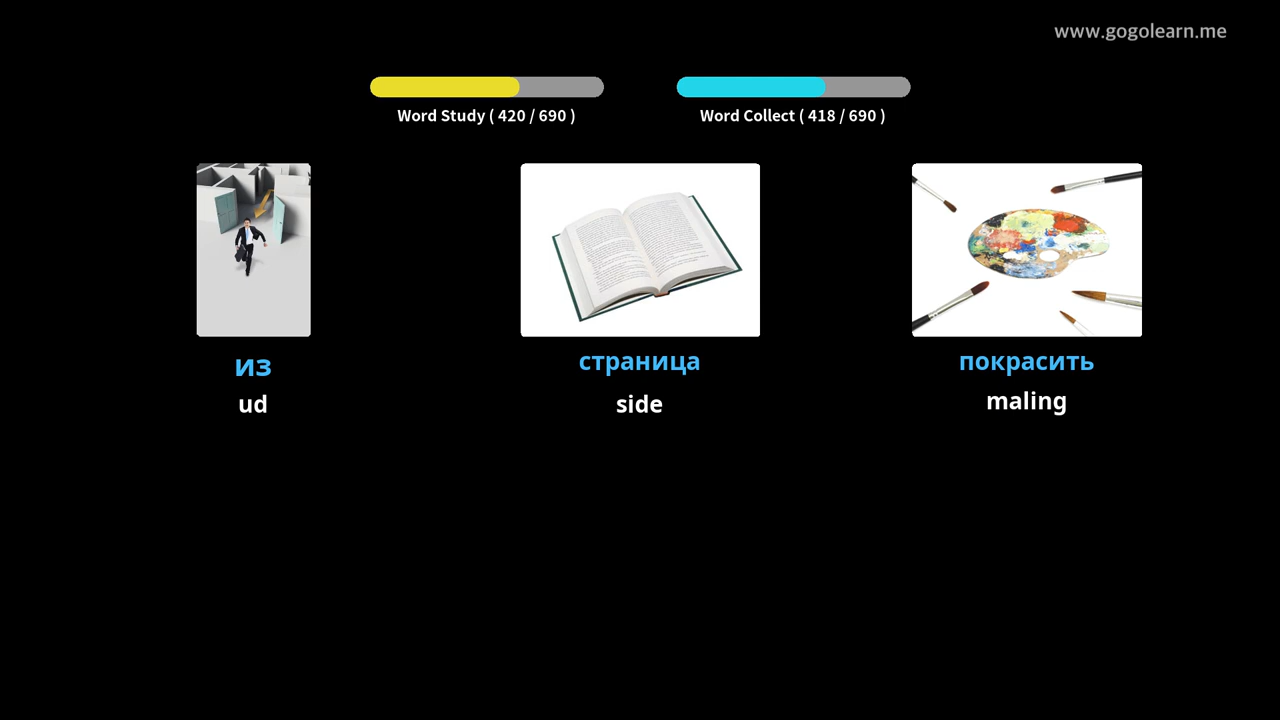 www.gogolearn.me
Word Study ( 420 / 690 )
Word Collect ( 418 / 690 )
из
страница
покрасить
ud
side
maling